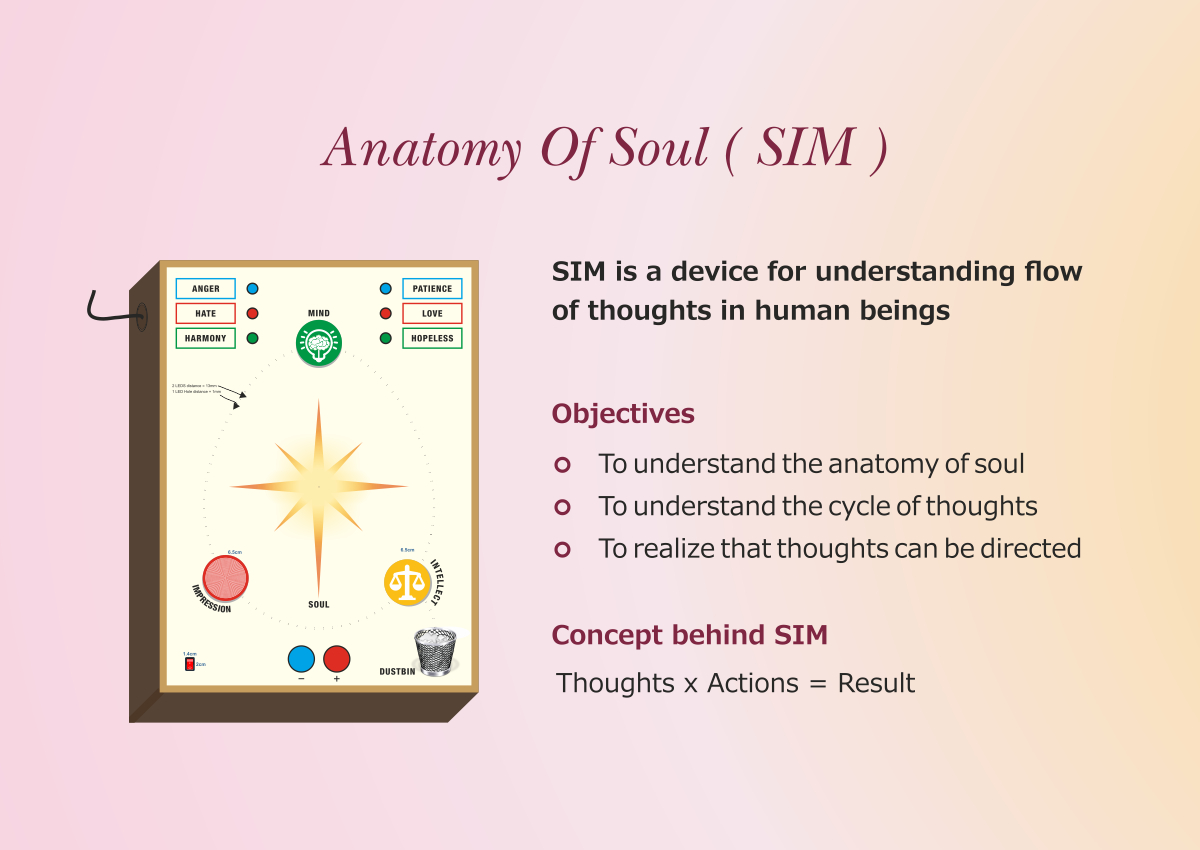 Anatomy Of Soul ( SIM )
ANGER
PATIENCE
HATE
LOVE
HARMONY
HOPELESS
MIND
2 LEDS distance = 13mm
1 LED Hole distance = 7mm
6.5cm
IMPRESSION
SOUL
6.5cm
INTELLECT
1.4cm
2cm
−
+
DUSTBIN
SIM is a device for understanding flow
of thoughts in human beings
Objectives
To understand the anatomy of soul
To understand the cycle of thoughts
To realize that thoughts can be directed
Concept behind SIM
Thoughts x Actions = Result